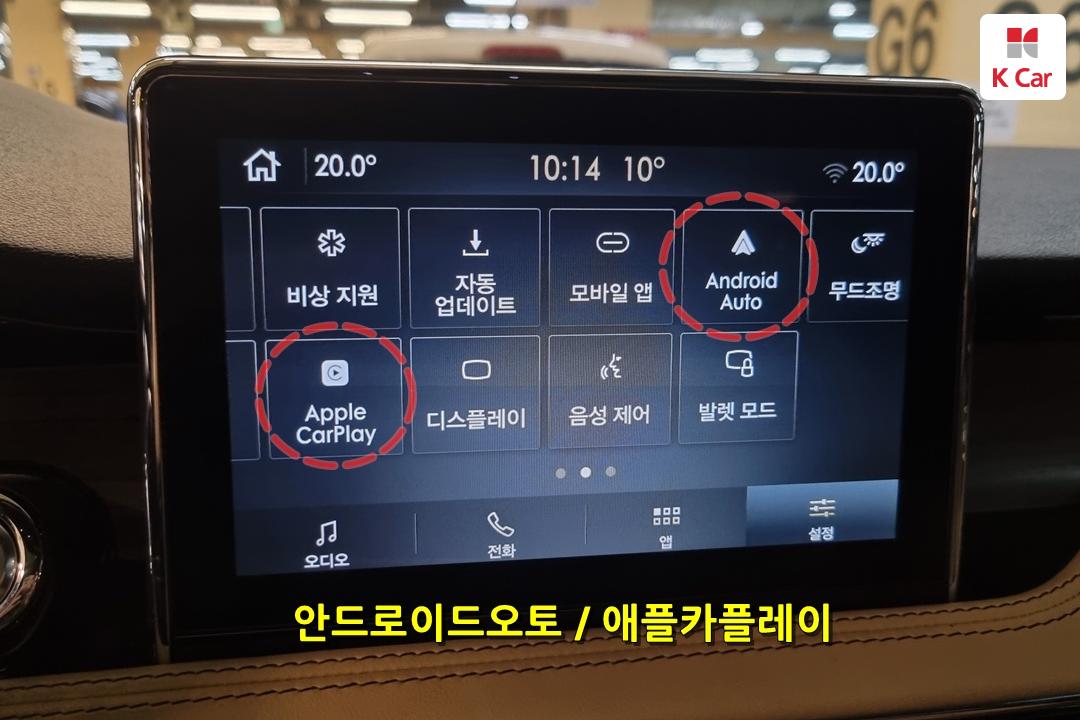 G6
K Car
20.0°
10:14 10°
20.0°
비상 지원
자동
업데이트
모바일 앱
Android
Auto
무드조명
Apple
CarPlay
디스플레이
음성 제어
발렛 모드
오디오
전화
앱
설정
안드로이드오토 / 애플카플레이